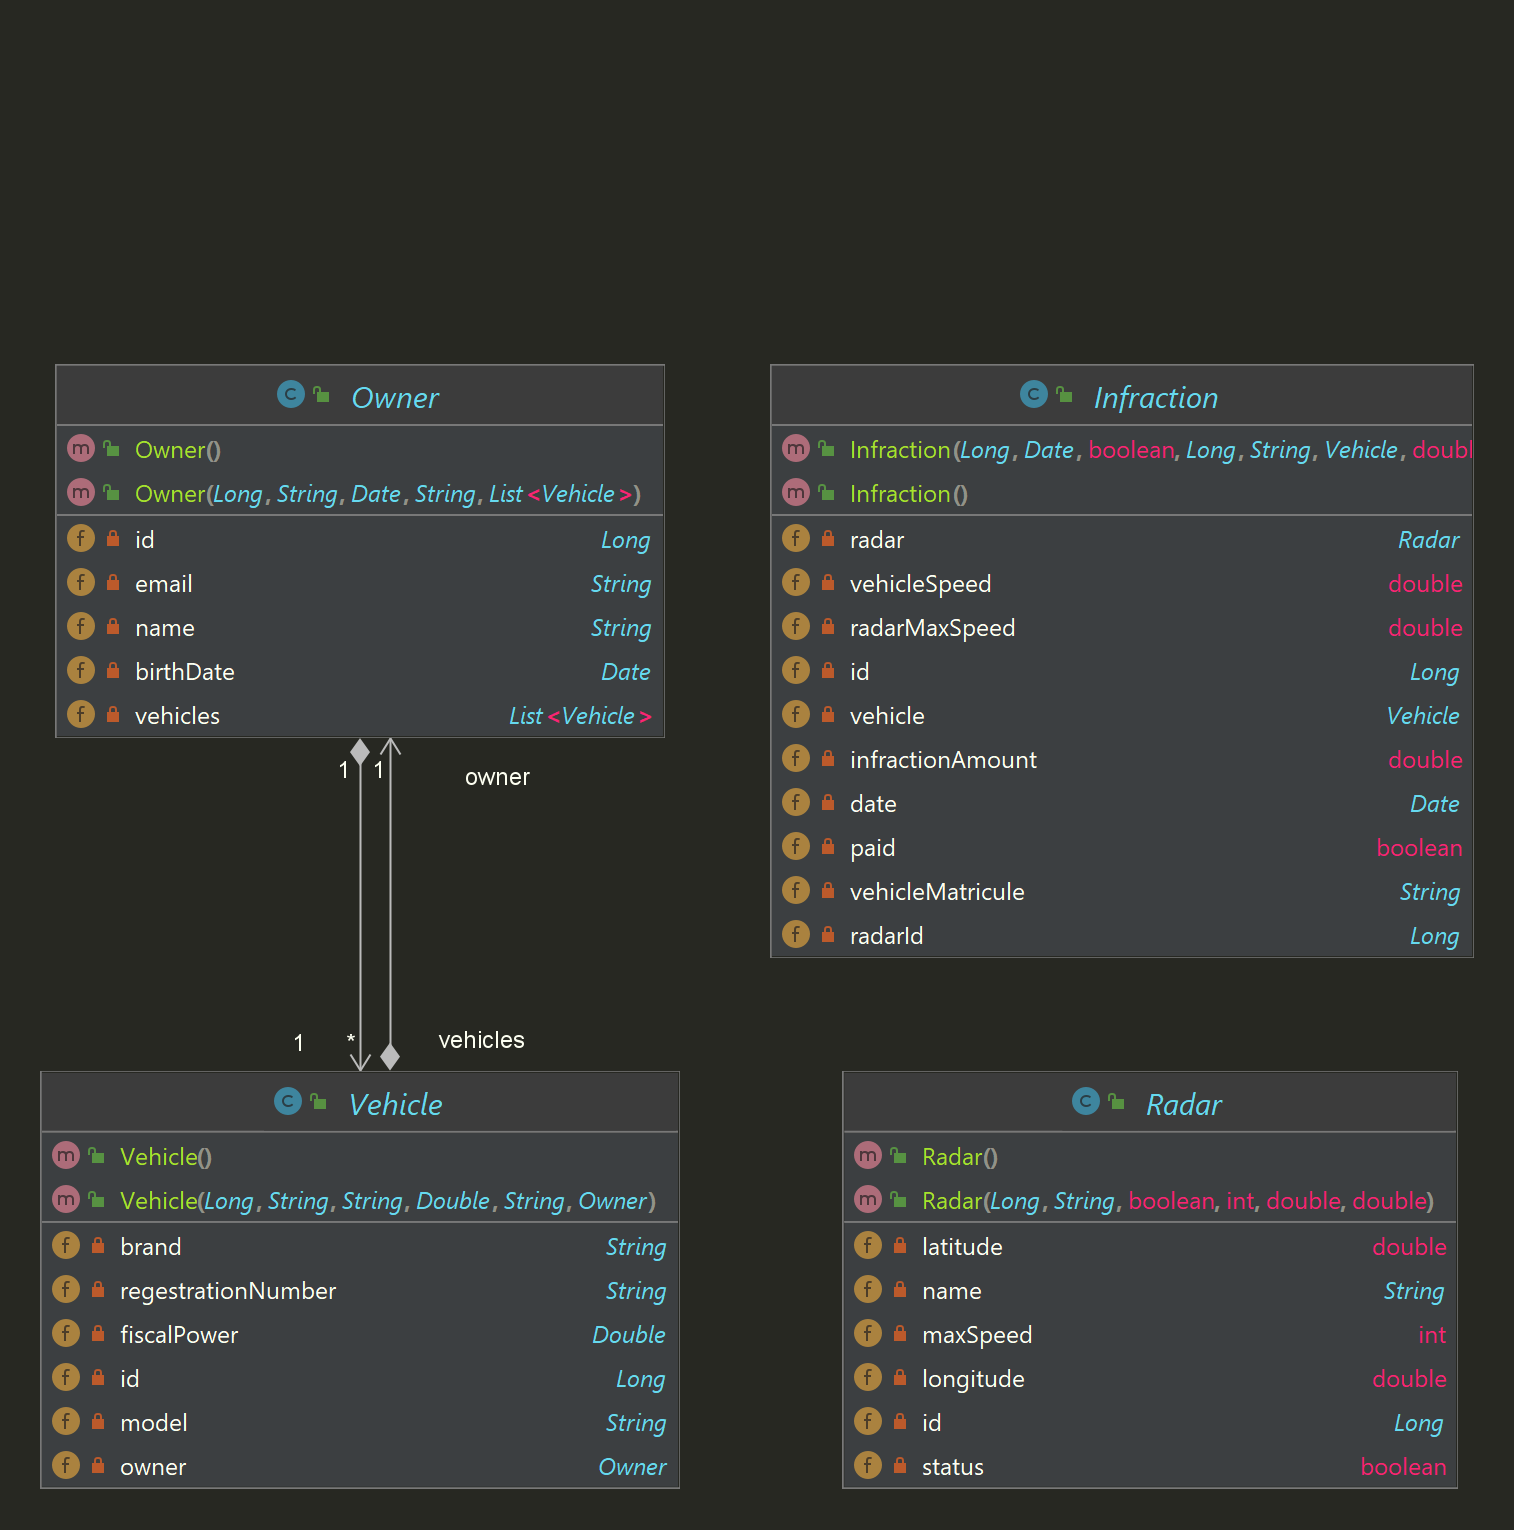 Owner
Owner()
Owner(Long, String, Date, String, List<Vehicle>)
id Long
email String
name String
birthDate Date
vehicles List<Vehicle>
Infraction
Infraction(Long, Date, boolean, Long, String, Vehicle, doubl
Infraction()
radar Radar
vehicleSpeed double
radarMaxSpeed double
id Long
vehicle Vehicle
infractionAmount double
date Date
paid boolean
vehicleMatricule String
radarId Long
1 1 owner
1 * vehicles
Vehicle
Vehicle()
Vehicle(Long, String, String, Double, String, Owner)
brand String
regestrationNumber String
fiscalPower Double
id Long
model String
owner Owner
Radar
Radar()
Radar(Long, String, boolean, int, double, double)
latitude double
name String
maxSpeed int
longitude double
id Long
status boolean